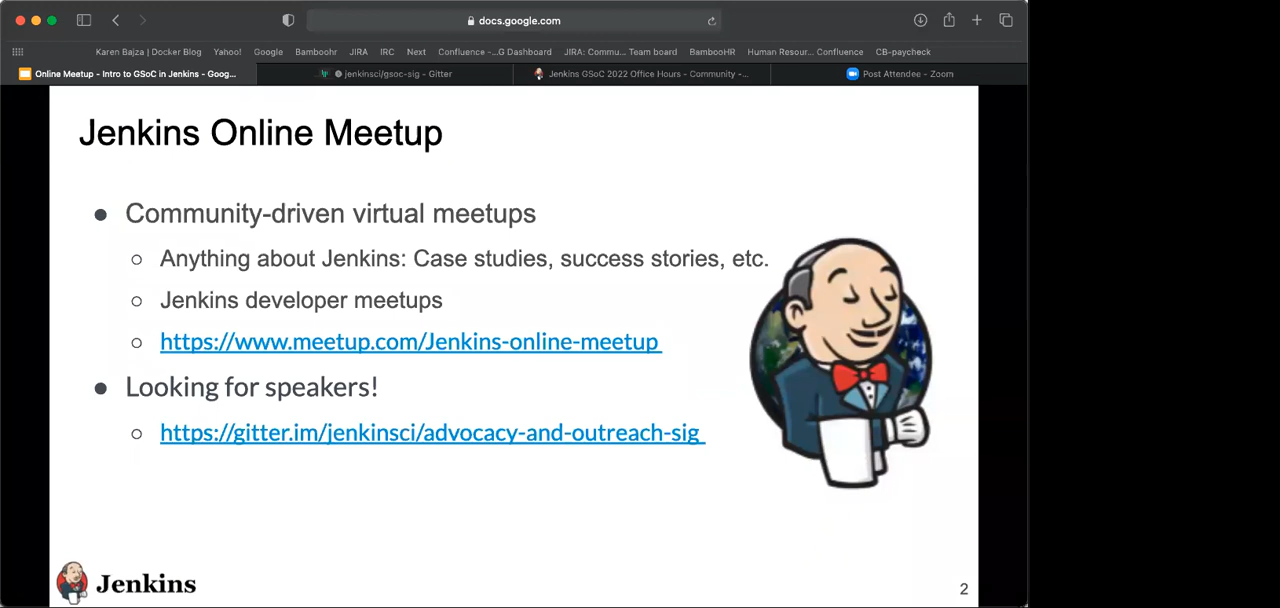 docs.google.com
Karen Bajza | Docker Blog Yahoo! Google Bamboohr JIRA IRC Next Confluence -...G Dashboard JIRA: Commu... Team board BambooHR Human Resour... Confluence CB-paycheck
Online Meetup - Intro to GSoC in Jenkins - Goog... jenkinsci/gsoc-sig - Gitter Jenkins GSoC 2022 Office Hours - Community -... Post Attendee - Zoom
Jenkins Online Meetup
● Community-driven virtual meetups
○ Anything about Jenkins: Case studies, success stories, etc.
○ Jenkins developer meetups
○ https://www.meetup.com/Jenkins-online-meetup
● Looking for speakers!
○ https://gitter.im/jenkinsci/advocacy-and-outreach-sig
Jenkins
2